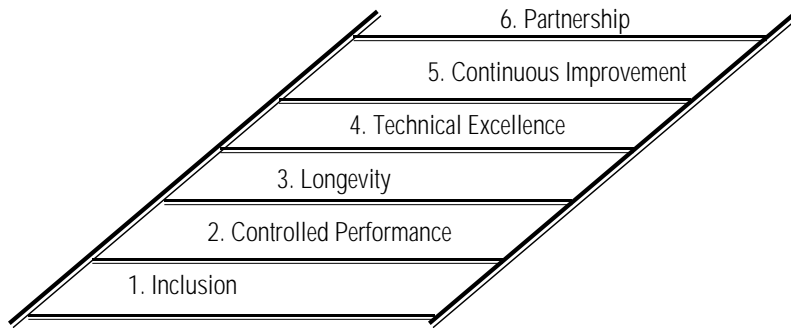 6. Partnership
5. Continuous Improvement
4. Technical Excellence
3. Longevity
2. Controlled Performance
1. Inclusion